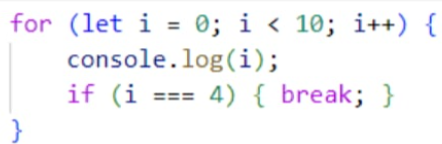 for (let i = 0; i < 10; i++) {
    console.log(i);
    if (i === 4) { break; }
}